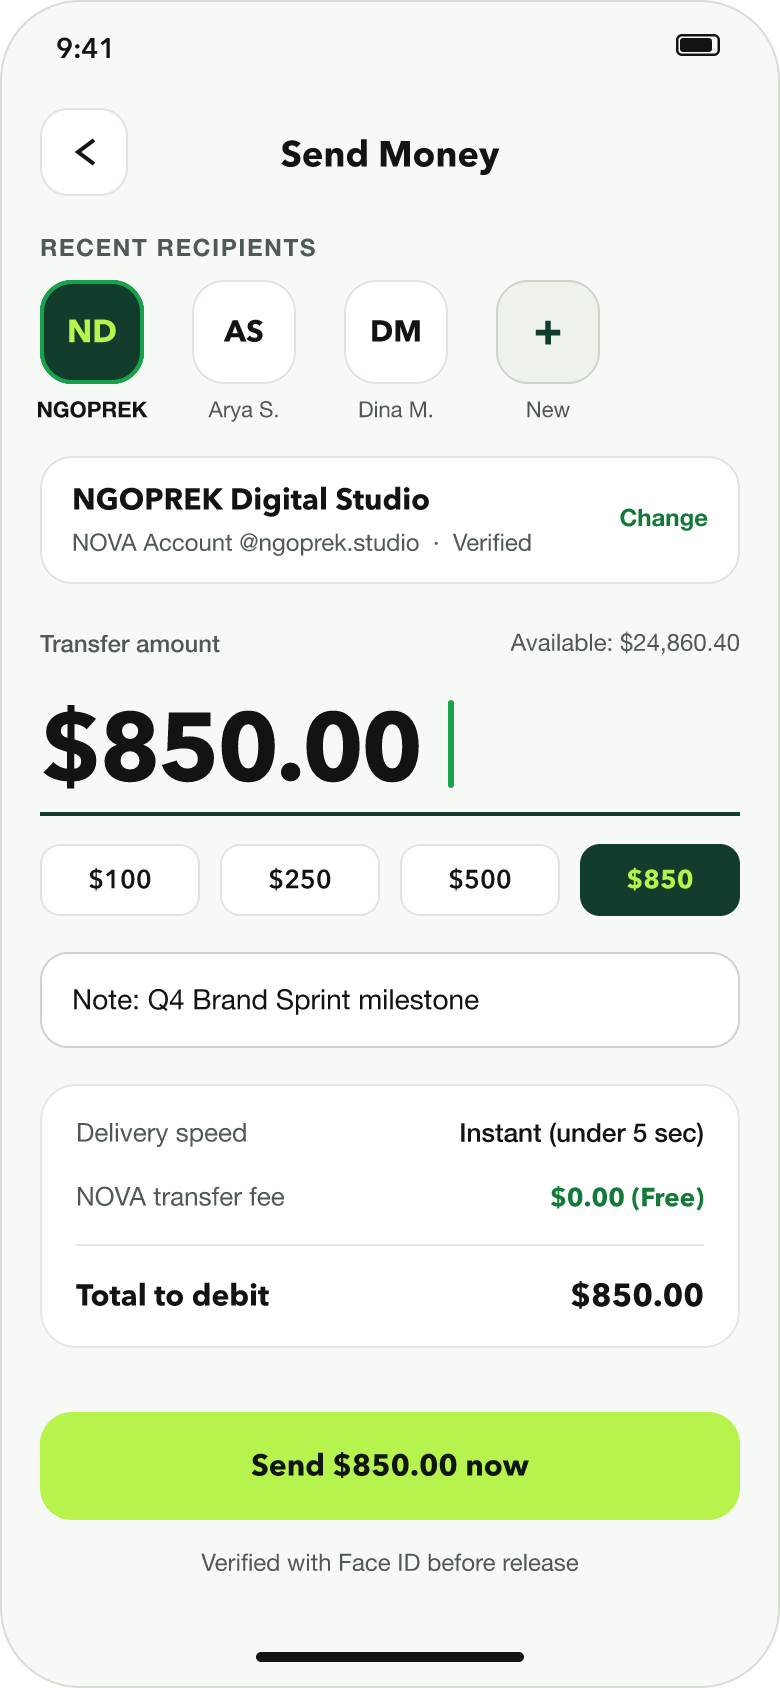 9:41
Send Money
RECENT RECIPIENTS
ND
AS
DM
+
NGOPREK
Arya S.
Dina M.
New
NGOPREK Digital Studio
NOVA Account @ngoprek.studio · Verified
Change
Transfer amount
Available: $24,860.40
$850.00
$100
$250
$500
$850
Note: Q4 Brand Sprint milestone
Delivery speed
Instant (under 5 sec)
NOVA transfer fee
$0.00 (Free)
Total to debit
$850.00
Send $850.00 now
Verified with Face ID before release